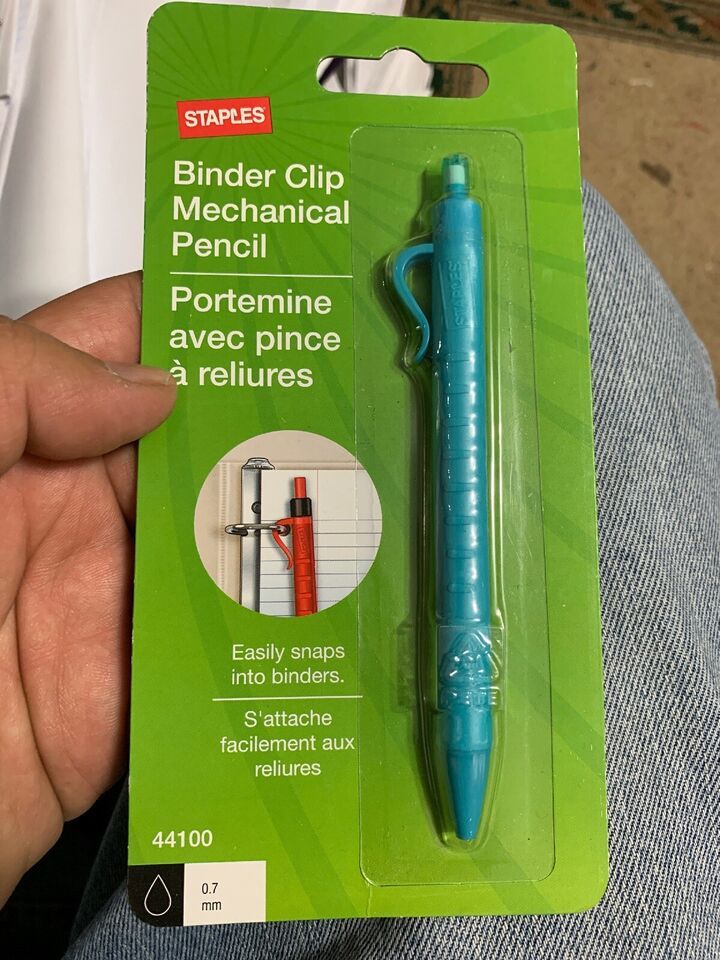 STAPLES
Binder Clip
Mechanical
Pencil
Portemine
avec pince
à reliures
STAPLES
Easily snaps
into binders.
S'attache
facilement aux
reliures
44100
0.7
mm